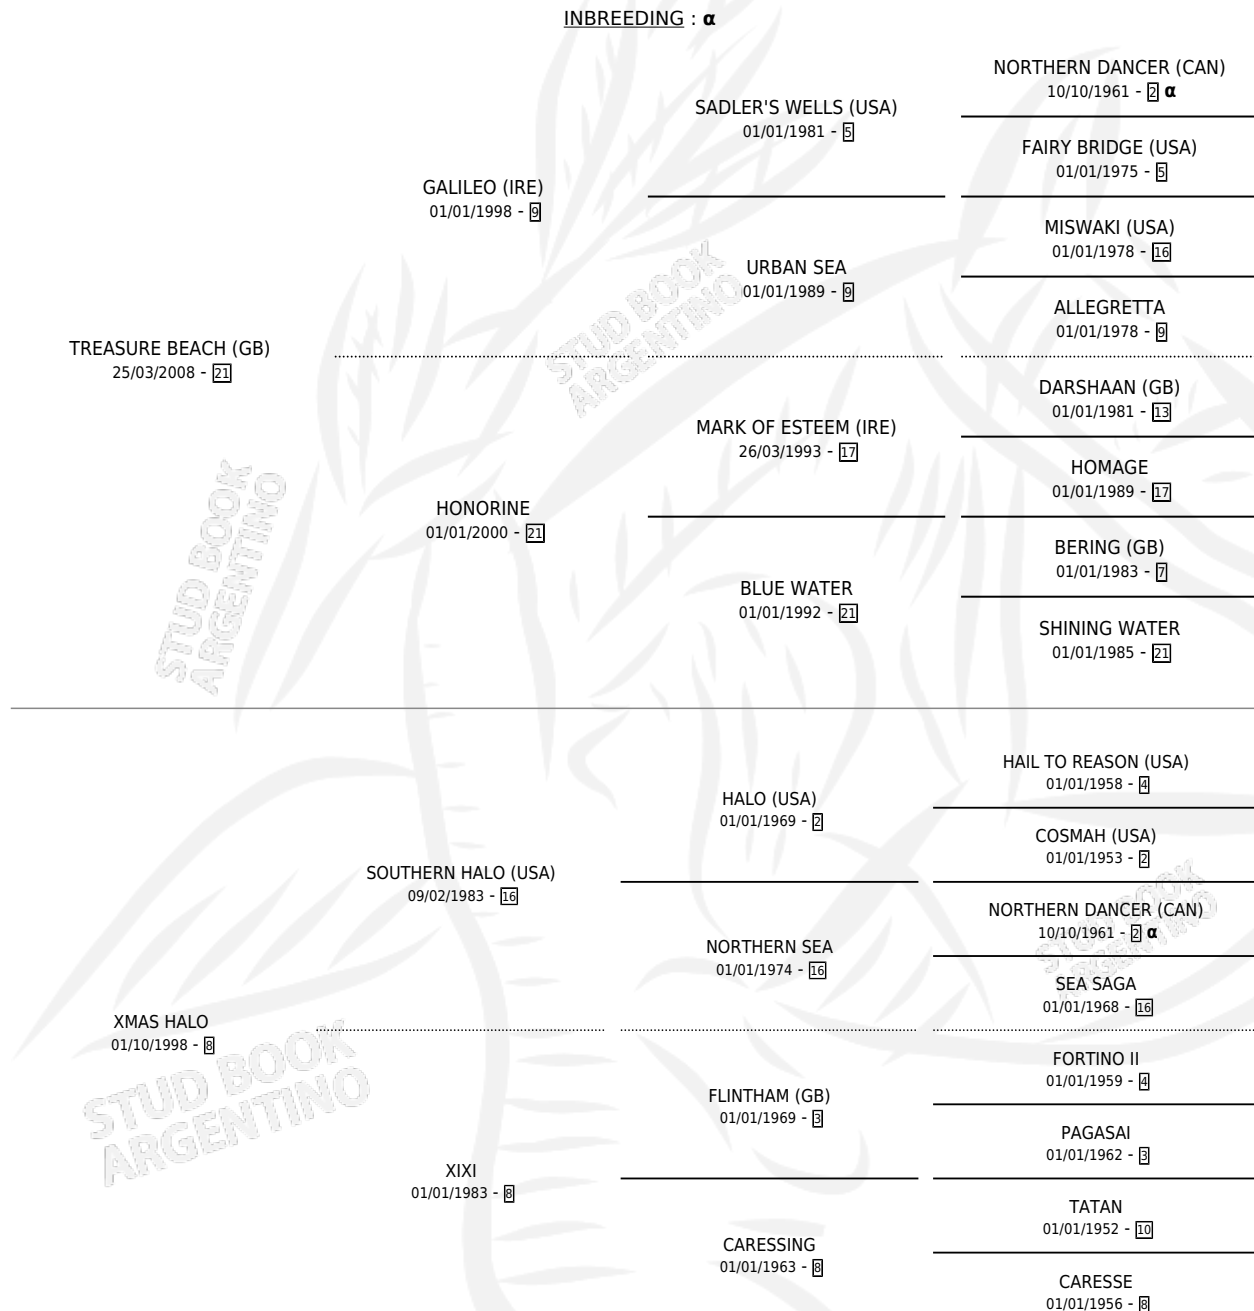 INBREEDING : α
NORTHERN DANCER (CAN)
10/10/1961 - 2 α
SADLER'S WELLS (USA)
01/01/1981 - 5
FAIRY BRIDGE (USA)
01/01/1975 - 5
GALILEO (IRE)
01/01/1998 - 9
MISWAKI (USA)
01/01/1978 - 16
URBAN SEA
01/01/1989 - 9
ALLEGRETTA
01/01/1978 - 9
TREASURE BEACH (GB)
25/03/2008 - 21
DARSHAAN (GB)
01/01/1981 - 13
MARK OF ESTEEM (IRE)
26/03/1993 - 17
HOMAGE
01/01/1989 - 17
HONORINE
01/01/2000 - 21
BERING (GB)
01/01/1983 - 7
BLUE WATER
01/01/1992 - 21
SHINING WATER
01/01/1985 - 21
HAIL TO REASON (USA)
01/01/1958 - 4
HALO (USA)
01/01/1969 - 2
COSMAH (USA)
01/01/1953 - 2
SOUTHERN HALO (USA)
09/02/1983 - 16
NORTHERN DANCER (CAN)
10/10/1961 - 2 α
NORTHERN SEA
01/01/1974 - 16
SEA SAGA
01/01/1968 - 16
XMAS HALO
01/10/1998 - 8
FORTINO II
01/01/1959 - 4
FLINTHAM (GB)
01/01/1969 - 3
PAGASAI
01/01/1962 - 3
XIXI
01/01/1983 - 8
TATAN
01/01/1952 - 10
CARESSING
01/01/1963 - 8
CARESSE
01/01/1956 - 8
STUD BOOK
ARGENTINO
STUD BOOK
ARGENTINO
STUD BOOK
ARGENTINO
STUD BOOK
ARGENTINO